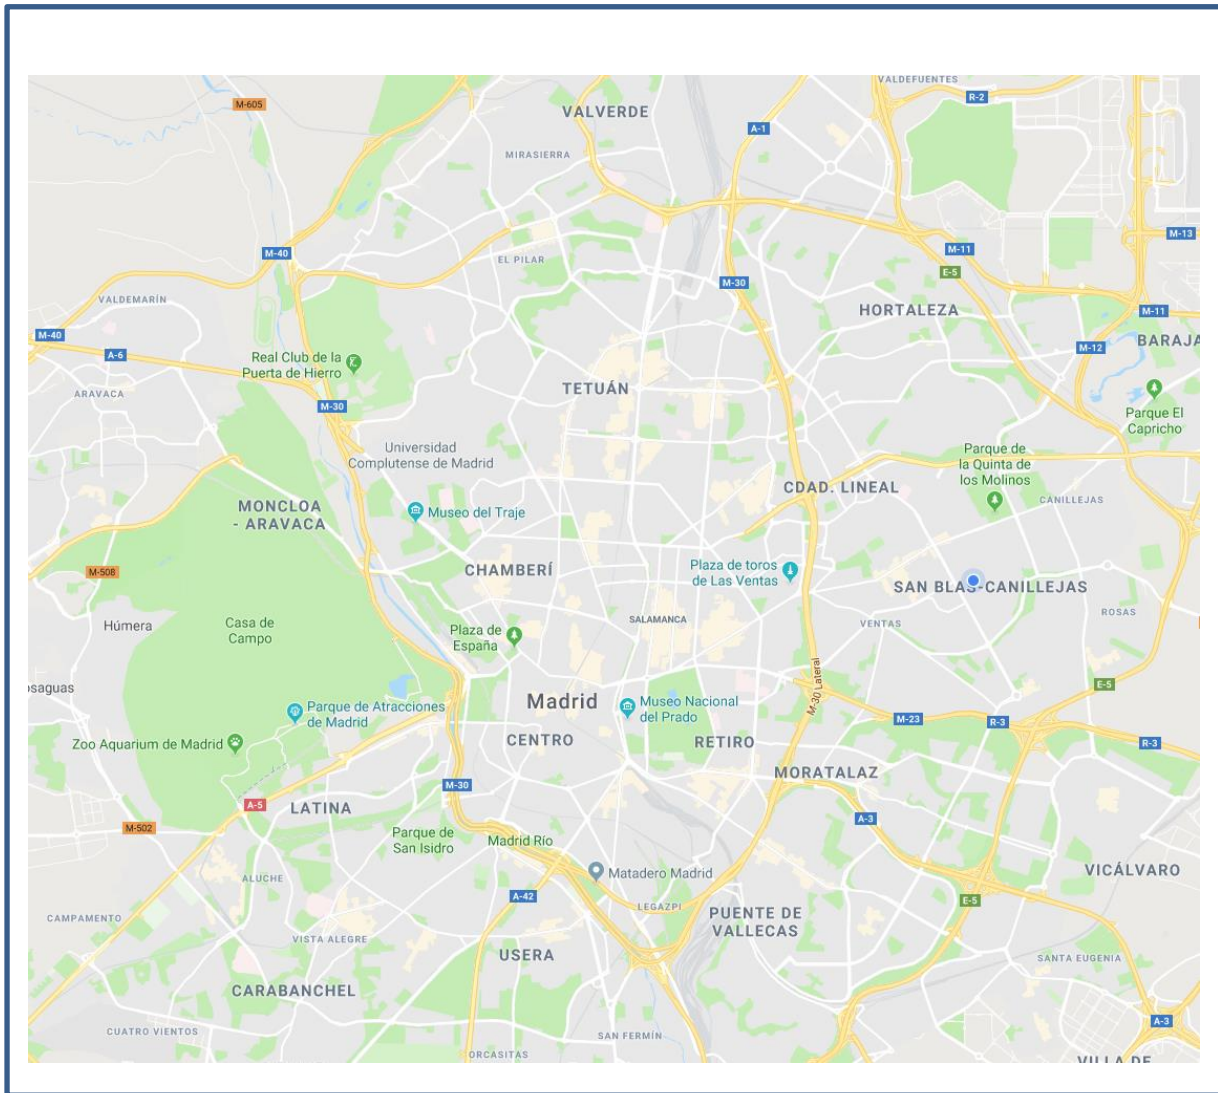 VALDEFUENTES
M-605
R-2
VALVERDE
A-1
MIRASIERRA
M-13
M-40
M-11
EL PILAR
E-5
M-30
VALDEMARÍN
HORTALEZA
M-11
M-40
BARAJA
M-12
A-6
Real Club de la
Puerta de Hierro
TETUÁN
ARAVACA
M-30
Parque El
Capricho
Universidad
Complutense de Madrid
Parque de
la Quinta de
los Molinos
CDAD. LINEAL
CANILLEJAS
MONCLOA
- ARAVACA
Museo del Traje
CHAMBERÍ
Plaza de toros
de Las Ventas
M-508
SAN BLAS-CANILLEJAS
ROSAS
Húmera
Casa de
Campo
SALAMANCA
VENTAS
Plaza de
España
osaguas
M-30 Lateral
E-5
Parque de Atracciones
de Madrid
Madrid
Museo Nacional
del Prado
M-23
R-3
Zoo Aquarium de Madrid
CENTRO
RETIRO
R-3
MORATALAZ
M-30
A-5
LATINA
A-3
M-502
Parque de
San Isidro
Madrid Río
Matadero Madrid
VICÁLVARO
ALUCHE
A-42
E-5
LEGAZPI
CAMPAMENTO
PUENTE DE
VALLECAS
VISTA ALEGRE
USERA
SANTA EUGENIA
CARABANCHEL
A-3
CUATRO VIENTOS
SAN FERMÍN
ORCASITAS
VILLA DE